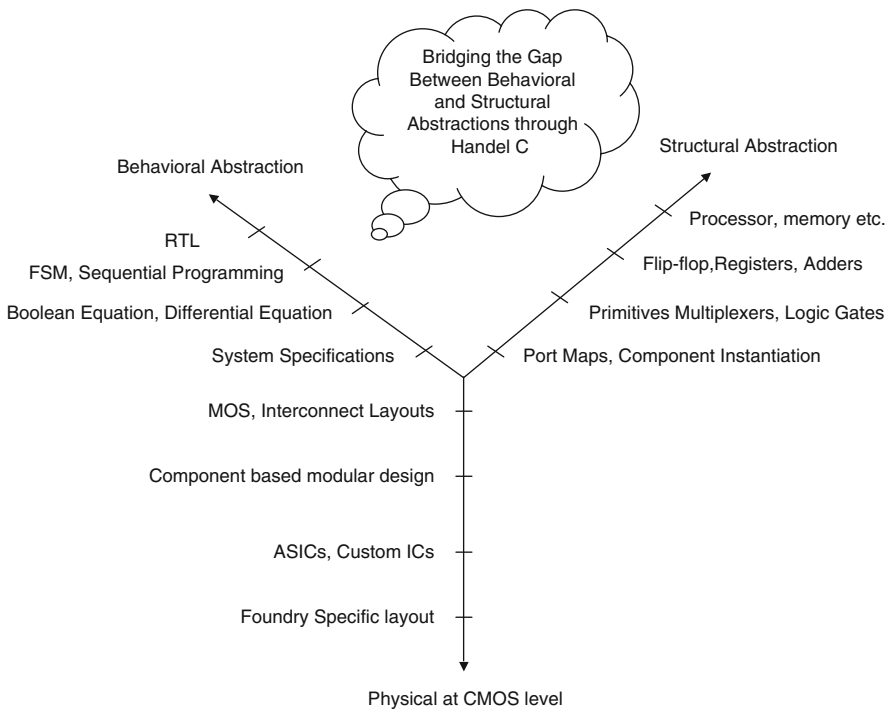 Bridging the Gap
Between Behavioral
and Structural
Abstractions through
Handel C
Behavioral Abstraction
Structural Abstraction
RTL
FSM, Sequential Programming
Boolean Equation, Differential Equation
System Specifications
Processor, memory etc.
Flip-flop,Registers, Adders
Primitives Multiplexers, Logic Gates
Port Maps, Component Instantiation
MOS, Interconnect Layouts
Component based modular design
ASICs, Custom ICs
Foundry Specific layout
Physical at CMOS level